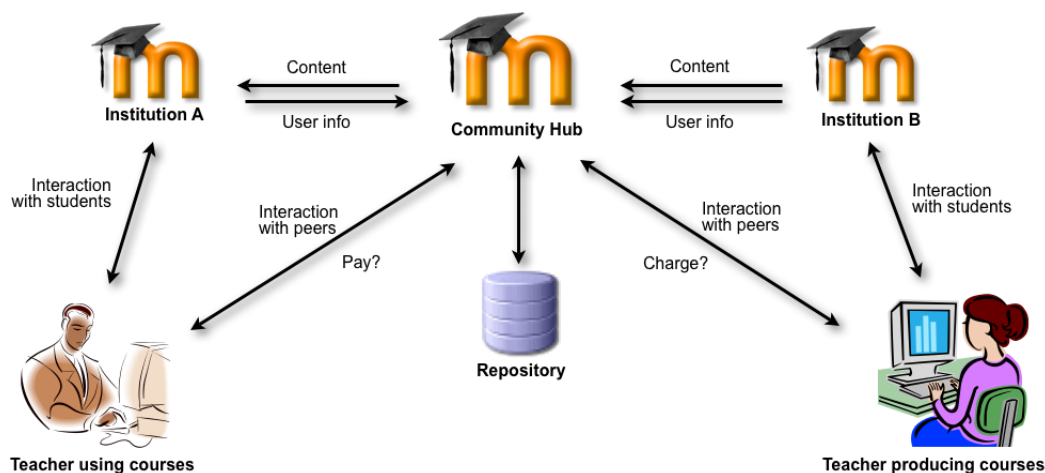 m
m
m
Content
Content
Institution A
User info
Community Hub
User info
Institution B
Interaction
with students
Interaction
with peers
Interaction
with peers
Interaction
with students
Pay?
Charge?
Repository
Teacher using courses
Teacher producing courses